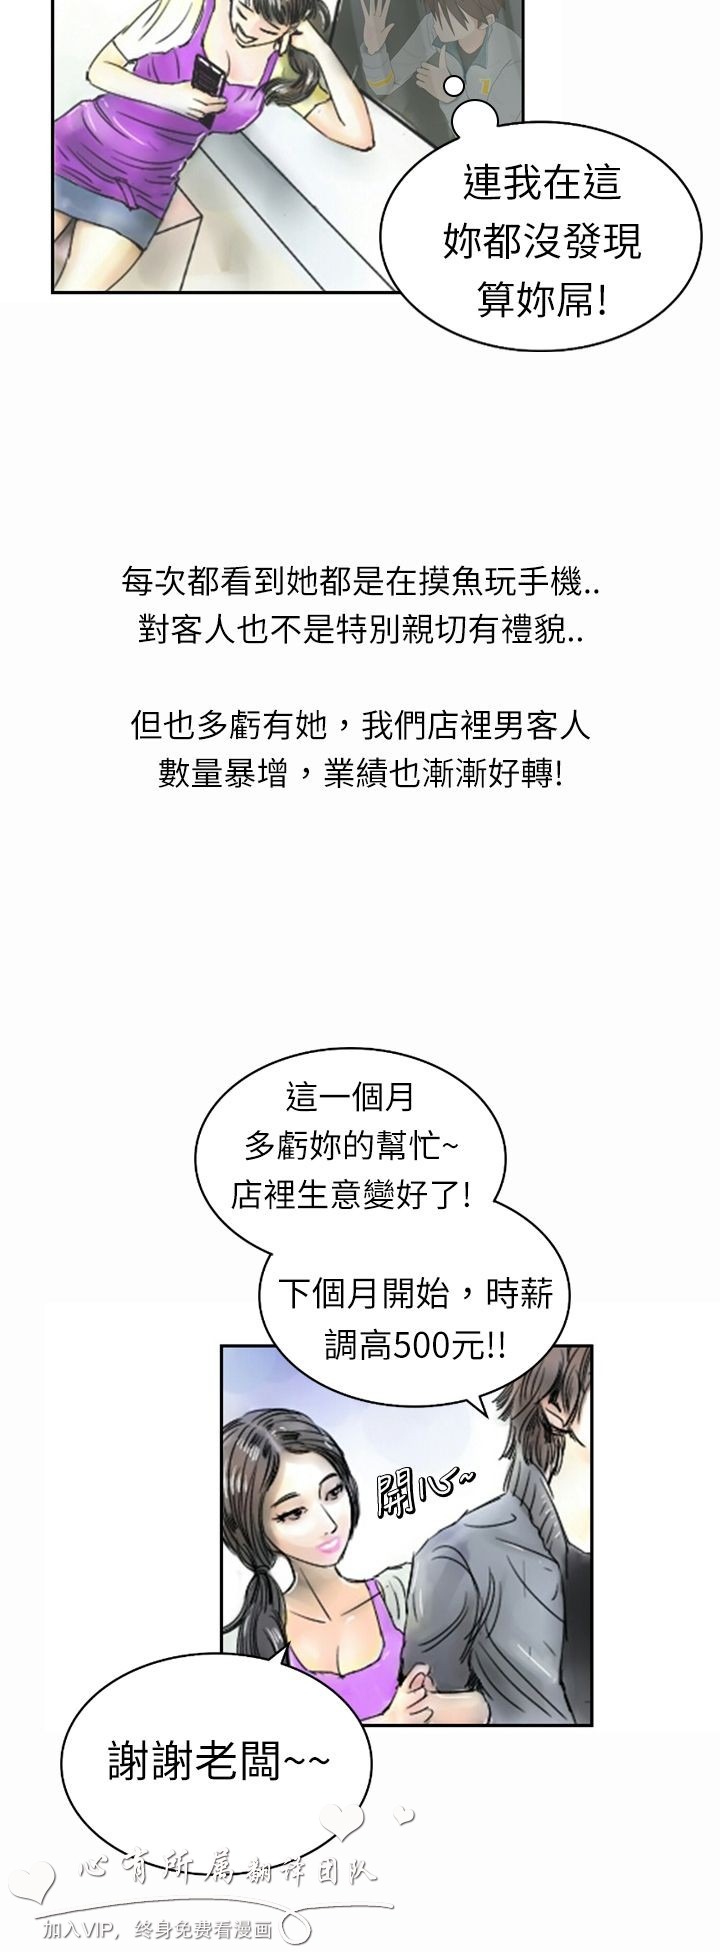 連我在這
妳都沒發現
算妳屌!
每次都看到她都是在摸魚玩手機..
對客人也不是特別親切有禮貌..
但也多虧有她，我們店裡男客人
數量暴增，業績也漸漸好轉!
這一個月
多虧妳的幫忙~
店裡生意變好了!
下個月開始，時薪
調高500元!!
開心~
謝謝老闆~~
心有所属翻译团队
加入VIP，终身免费看漫画